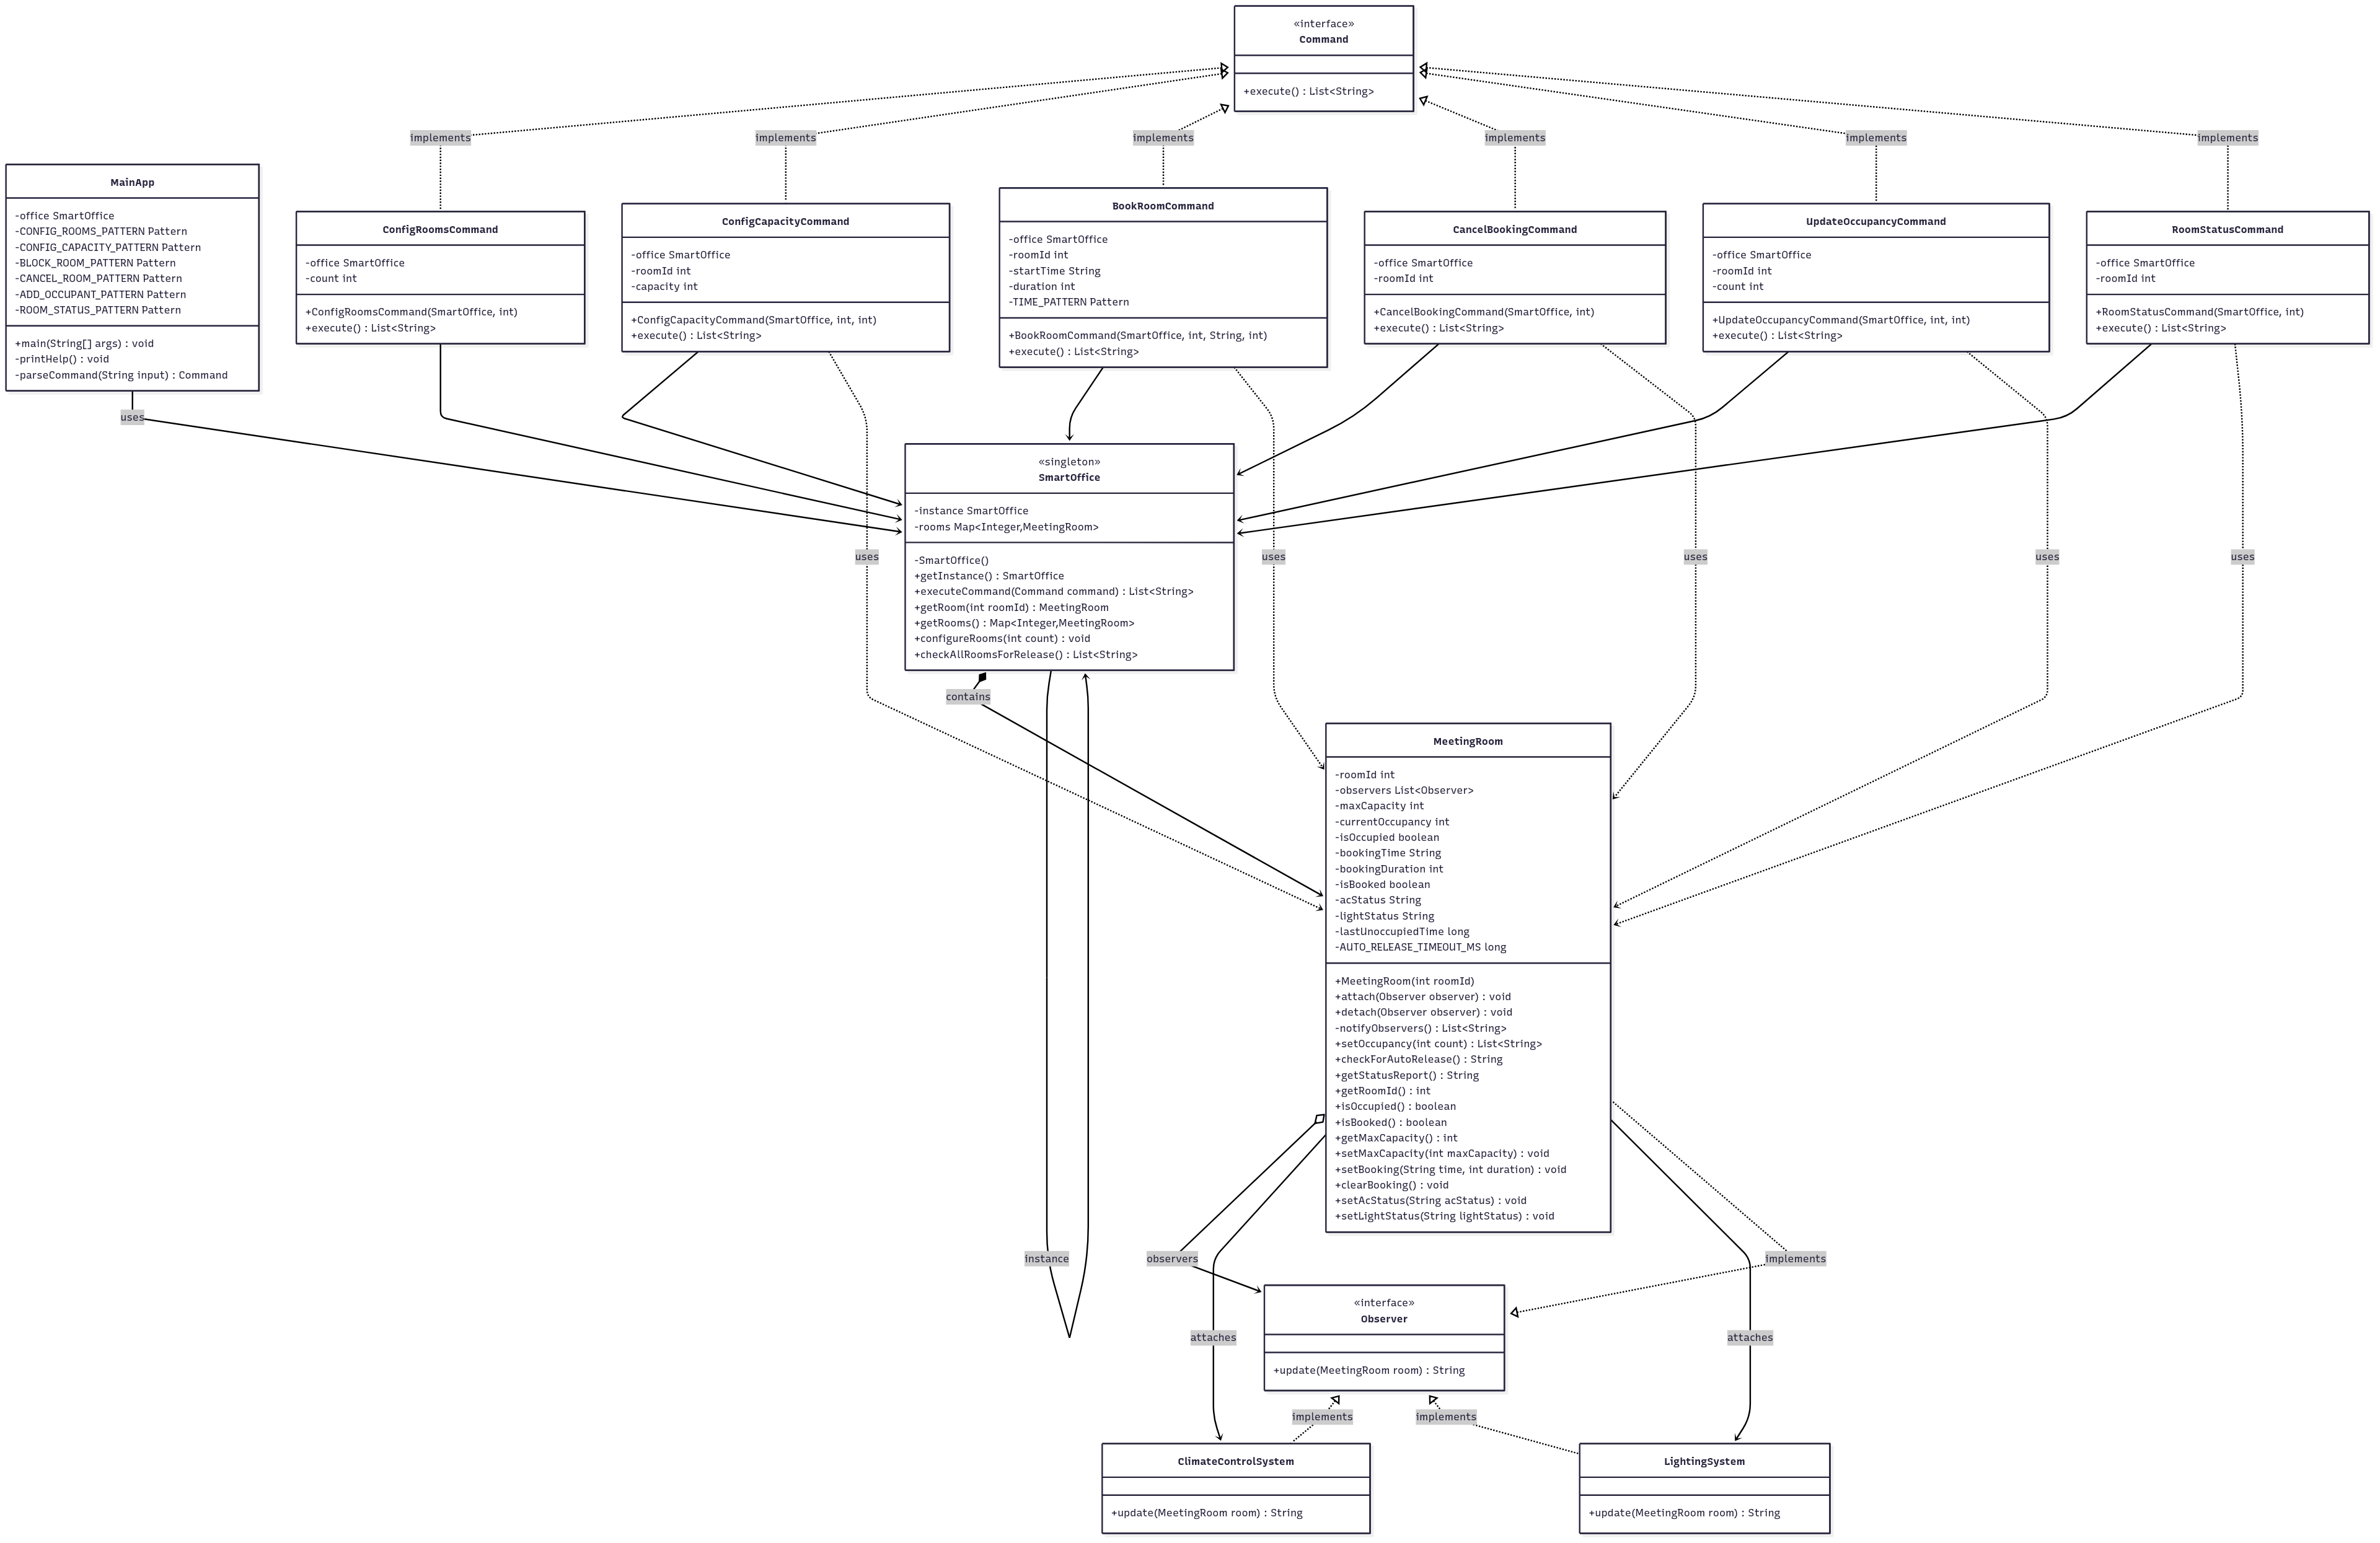 «interface»
Command
+execute() : List<String>
implements
implements
implements
implements
implements
implements
MainApp
-office SmartOffice
-CONFIG_ROOMS_PATTERN Pattern
-CONFIG_CAPACITY_PATTERN Pattern
-BLOCK_ROOM_PATTERN Pattern
-CANCEL_ROOM_PATTERN Pattern
-ADD_OCCUPANT_PATTERN Pattern
-ROOM_STATUS_PATTERN Pattern
+main(String[] args) : void
-printHelp() : void
-parseCommand(String input) : Command
ConfigRoomsCommand
-office SmartOffice
-count int
+ConfigRoomsCommand(SmartOffice, int)
+execute() : List<String>
ConfigCapacityCommand
-office SmartOffice
-roomId int
-capacity int
+ConfigCapacityCommand(SmartOffice, int, int)
+execute() : List<String>
BookRoomCommand
-office SmartOffice
-roomId int
-startTime String
-duration int
-TIME_PATTERN Pattern
+BookRoomCommand(SmartOffice, int, String, int)
+execute() : List<String>
CancelBookingCommand
-office SmartOffice
-roomId int
+CancelBookingCommand(SmartOffice, int)
+execute() : List<String>
UpdateOccupancyCommand
-office SmartOffice
-roomId int
-count int
+UpdateOccupancyCommand(SmartOffice, int, int)
+execute() : List<String>
RoomStatusCommand
-office SmartOffice
-roomId int
+RoomStatusCommand(SmartOffice, int)
+execute() : List<String>
uses
«singleton»
SmartOffice
-instance SmartOffice
-rooms Map<Integer,MeetingRoom>
-SmartOffice()
+getInstance() : SmartOffice
+executeCommand(Command command) : List<String>
+getRoom(int roomId) : MeetingRoom
+getRooms() : Map<Integer,MeetingRoom>
+configureRooms(int count) : void
+checkAllRoomsForRelease() : List<String>
uses
uses
uses
uses
uses
contains
MeetingRoom
-roomId int
-observers List<Observer>
-maxCapacity int
-currentOccupancy int
-isOccupied boolean
-bookingTime String
-bookingDuration int
-isBooked boolean
-acStatus String
-lightStatus String
-lastUnoccupiedTime long
-AUTO_RELEASE_TIMEOUT_MS long
+MeetingRoom(int roomId)
+attach(Observer observer) : void
+detach(Observer observer) : void
-notifyObservers() : List<String>
+setOccupancy(int count) : List<String>
+checkForAutoRelease() : String
+getStatusReport() : String
+getRoomId() : int
+isOccupied() : boolean
+isBooked() : boolean
+getMaxCapacity() : int
+setMaxCapacity(int maxCapacity) : void
+setBooking(String time, int duration) : void
+clearBooking() : void
+setAcStatus(String acStatus) : void
+setLightStatus(String lightStatus) : void
instance
observers
implements
«interface»
Observer
+update(MeetingRoom room) : String
attaches
attaches
implements
implements
ClimateControlSystem
+update(MeetingRoom room) : String
LightingSystem
+update(MeetingRoom room) : String